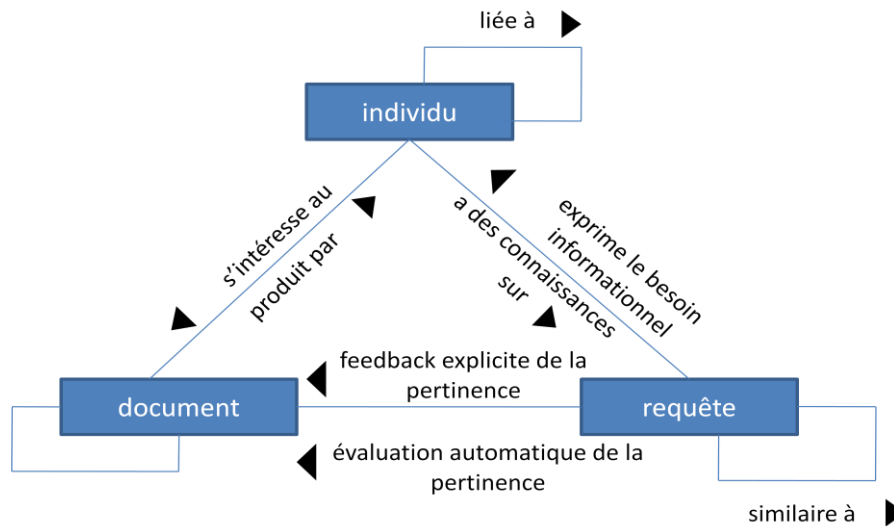 liée à
individu
s'intéresse au
produit par
a des connaissances
sur
exprime le besoin
informationnel
feedback explicite de la
pertinence
document
requête
évaluation automatique de la
pertinence
similaire à